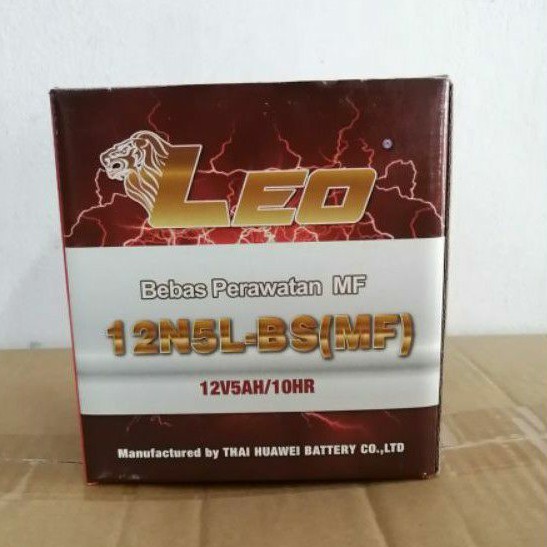 LEO
Bebas Perawatan MF
12N5L-BS(MF)
12V5AH/10HR
Manufactured by THAI HUAWEI BATTERY CO.,LTD